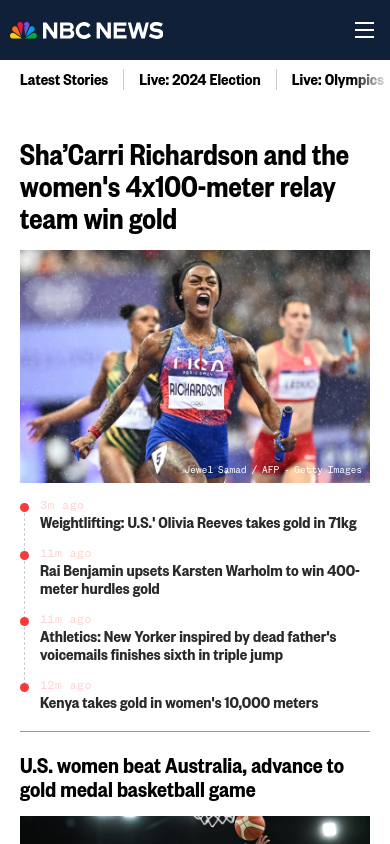 NBC NEWS
Latest Stories
Live: 2024 Election
Live: Olympics
Sha’Carri Richardson and the
women's 4x100-meter relay
team win gold
USA
RICHARDSON
5
Jewel Samad / AFP - Getty Images
3m ago
Weightlifting: U.S.' Olivia Reeves takes gold in 71kg
11m ago
Rai Benjamin upsets Karsten Warholm to win 400-
meter hurdles gold
11m ago
Athletics: New Yorker inspired by dead father's
voicemails finishes sixth in triple jump
12m ago
Kenya takes gold in women's 10,000 meters
U.S. women beat Australia, advance to
gold medal basketball game